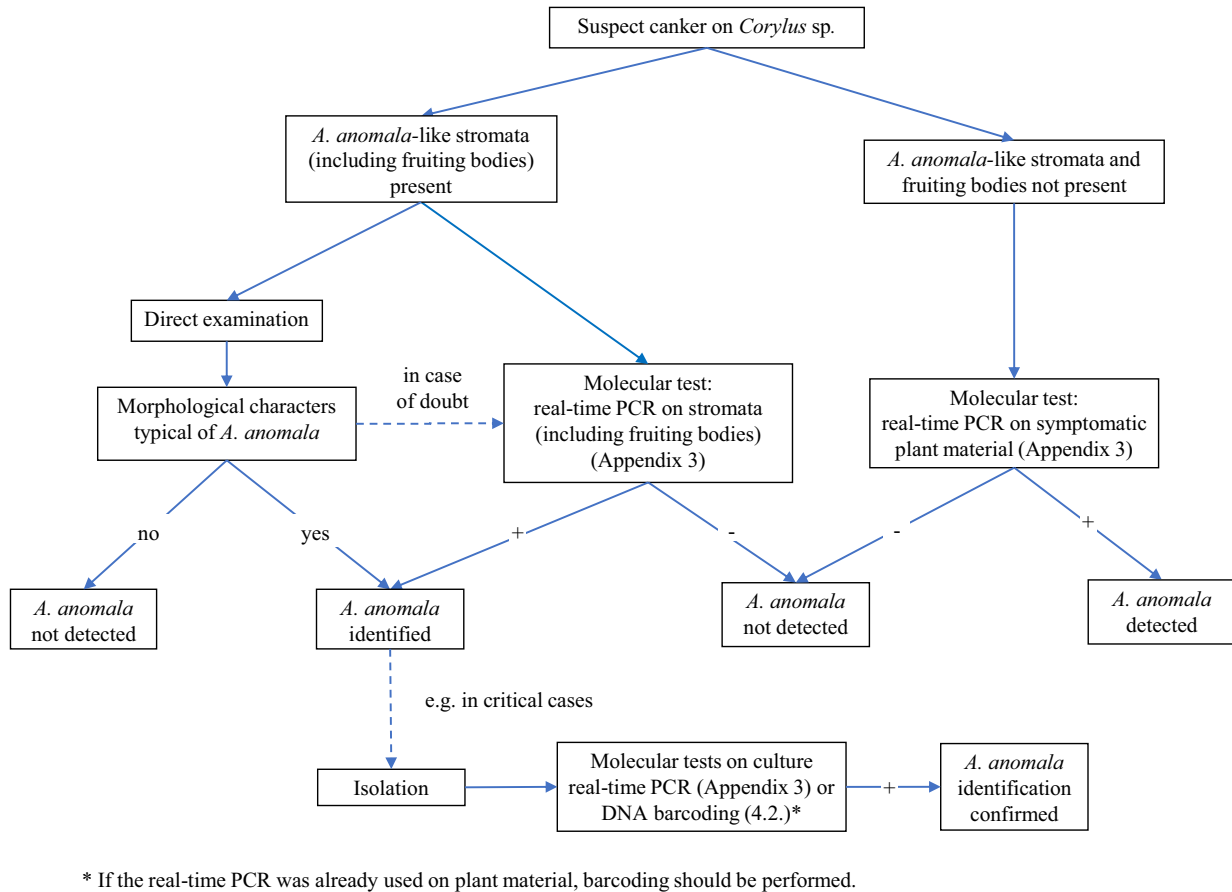 Suspect canker on Corylus sp.
A. anomala-like stromata
(including fruiting bodies)
present
A. anomala-like stromata and
fruiting bodies not present
Direct examination
Morphological characters
typical of A. anomala
in case
of doubt
Molecular test:
real-time PCR on stromata
(including fruiting bodies)
(Appendix 3)
Molecular test:
real-time PCR on symptomatic
plant material (Appendix 3)
no
yes
+
-
-
+
A. anomala
not detected
A. anomala
identified
A. anomala
not detected
A. anomala
detected
e.g. in critical cases
Isolation
Molecular tests on culture
real-time PCR (Appendix 3) or
DNA barcoding (4.2.)*
+
A. anomala
identification
confirmed
* If the real-time PCR was already used on plant material, barcoding should be performed.